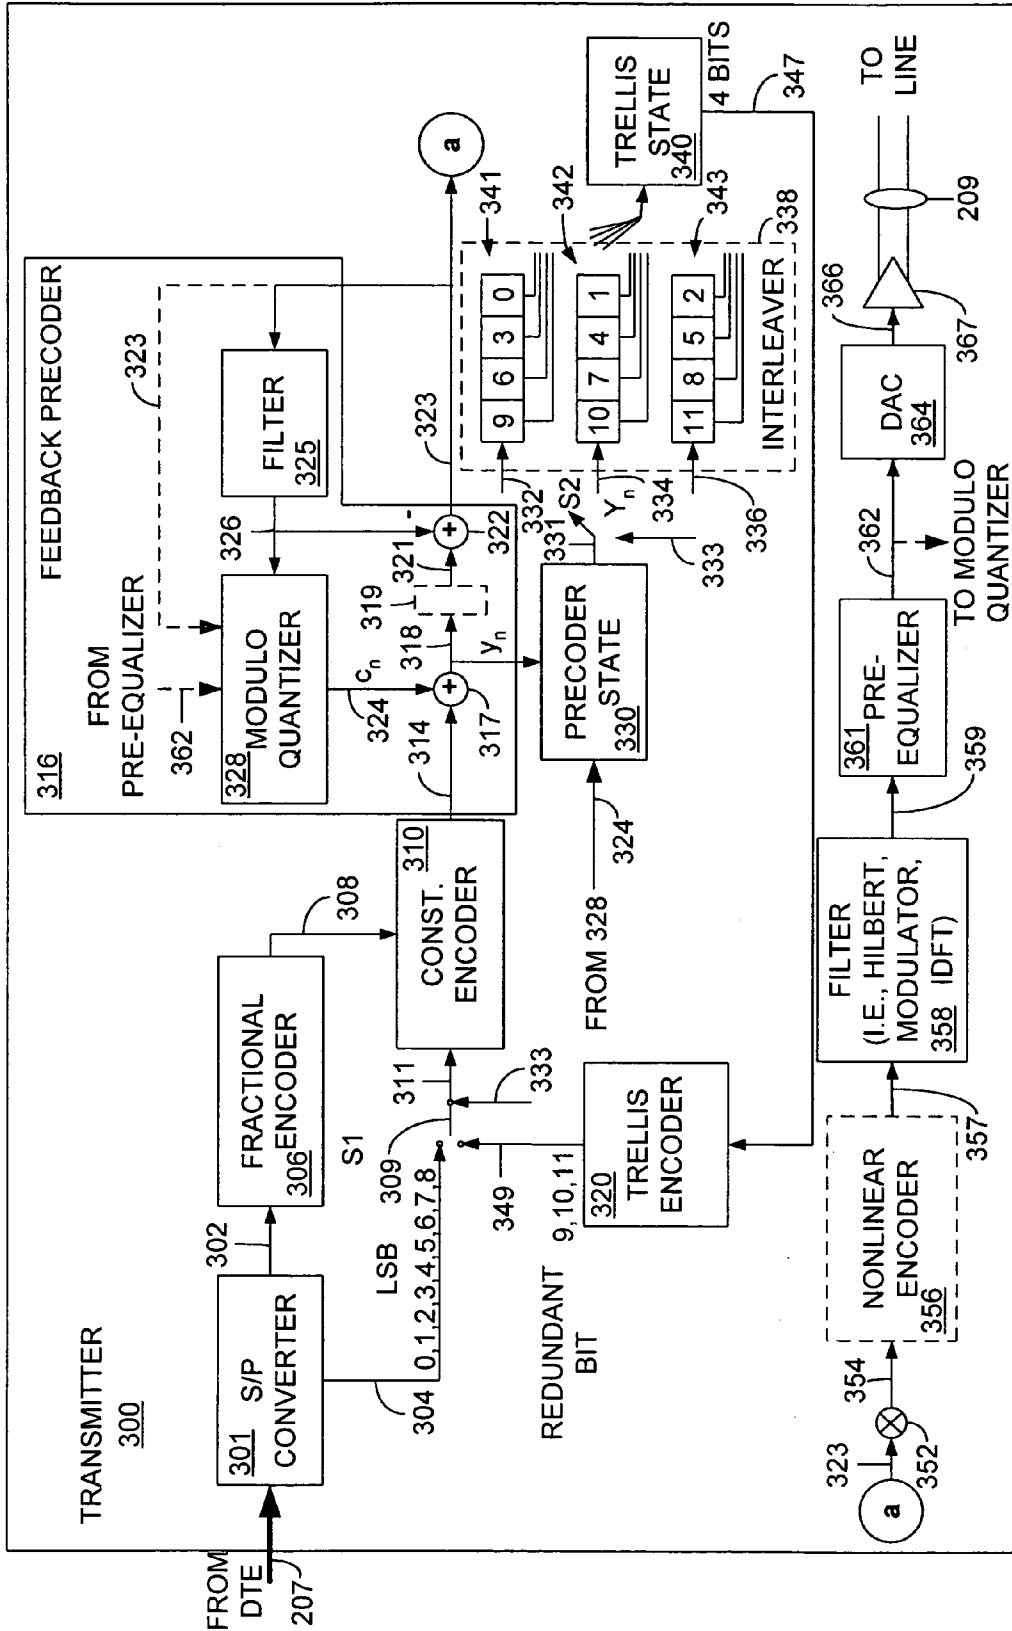 TRANSMITTER
300
FROM
DTE
207
301 S/P
CONVERTER
302
304
FRACTIONAL
ENCODER
306
308
LSB
0,1,2,3,4,5,6,7,8
S1
309
311
333
349
CONST.
ENCODER
310
REDUNDANT
BIT
9,10,11
320
TRELLIS
ENCODER
FEEDBACK PRECODER
316
FROM
PRE-EQUALIZER
362
323
328
MODULO
QUANTIZER
FILTER
325
326
324
cn
314
+
317
318
319
321
+
-
322
323
a
yn
PRECODER
STATE
330
FROM 328
324
331
S2
333
332
Yn
334
336
9 6 3 0
341
10 7 4 1
342
11 8 5 2
343
INTERLEAVER
338
TRELLIS
STATE
340
4 BITS
347
a
323
352
354
NONLINEAR
ENCODER
356
357
FILTER
(I.E., HILBERT,
MODULATOR,
358 IDFT)
359
361 PRE-
EQUALIZER
362
TO MODULO
QUANTIZER
DAC
364
366
367
209
TO
LINE